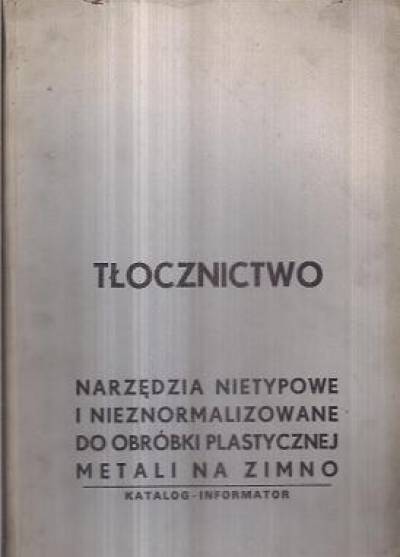 TŁOCZNICTWO
NARZĘDZIA NIETYPOWE
I NIEZNORMALIZOWANE
DO OBRÓBKI PLASTYCZNEJ
METALI NA ZIMNO
KATALOG-INFORMATOR